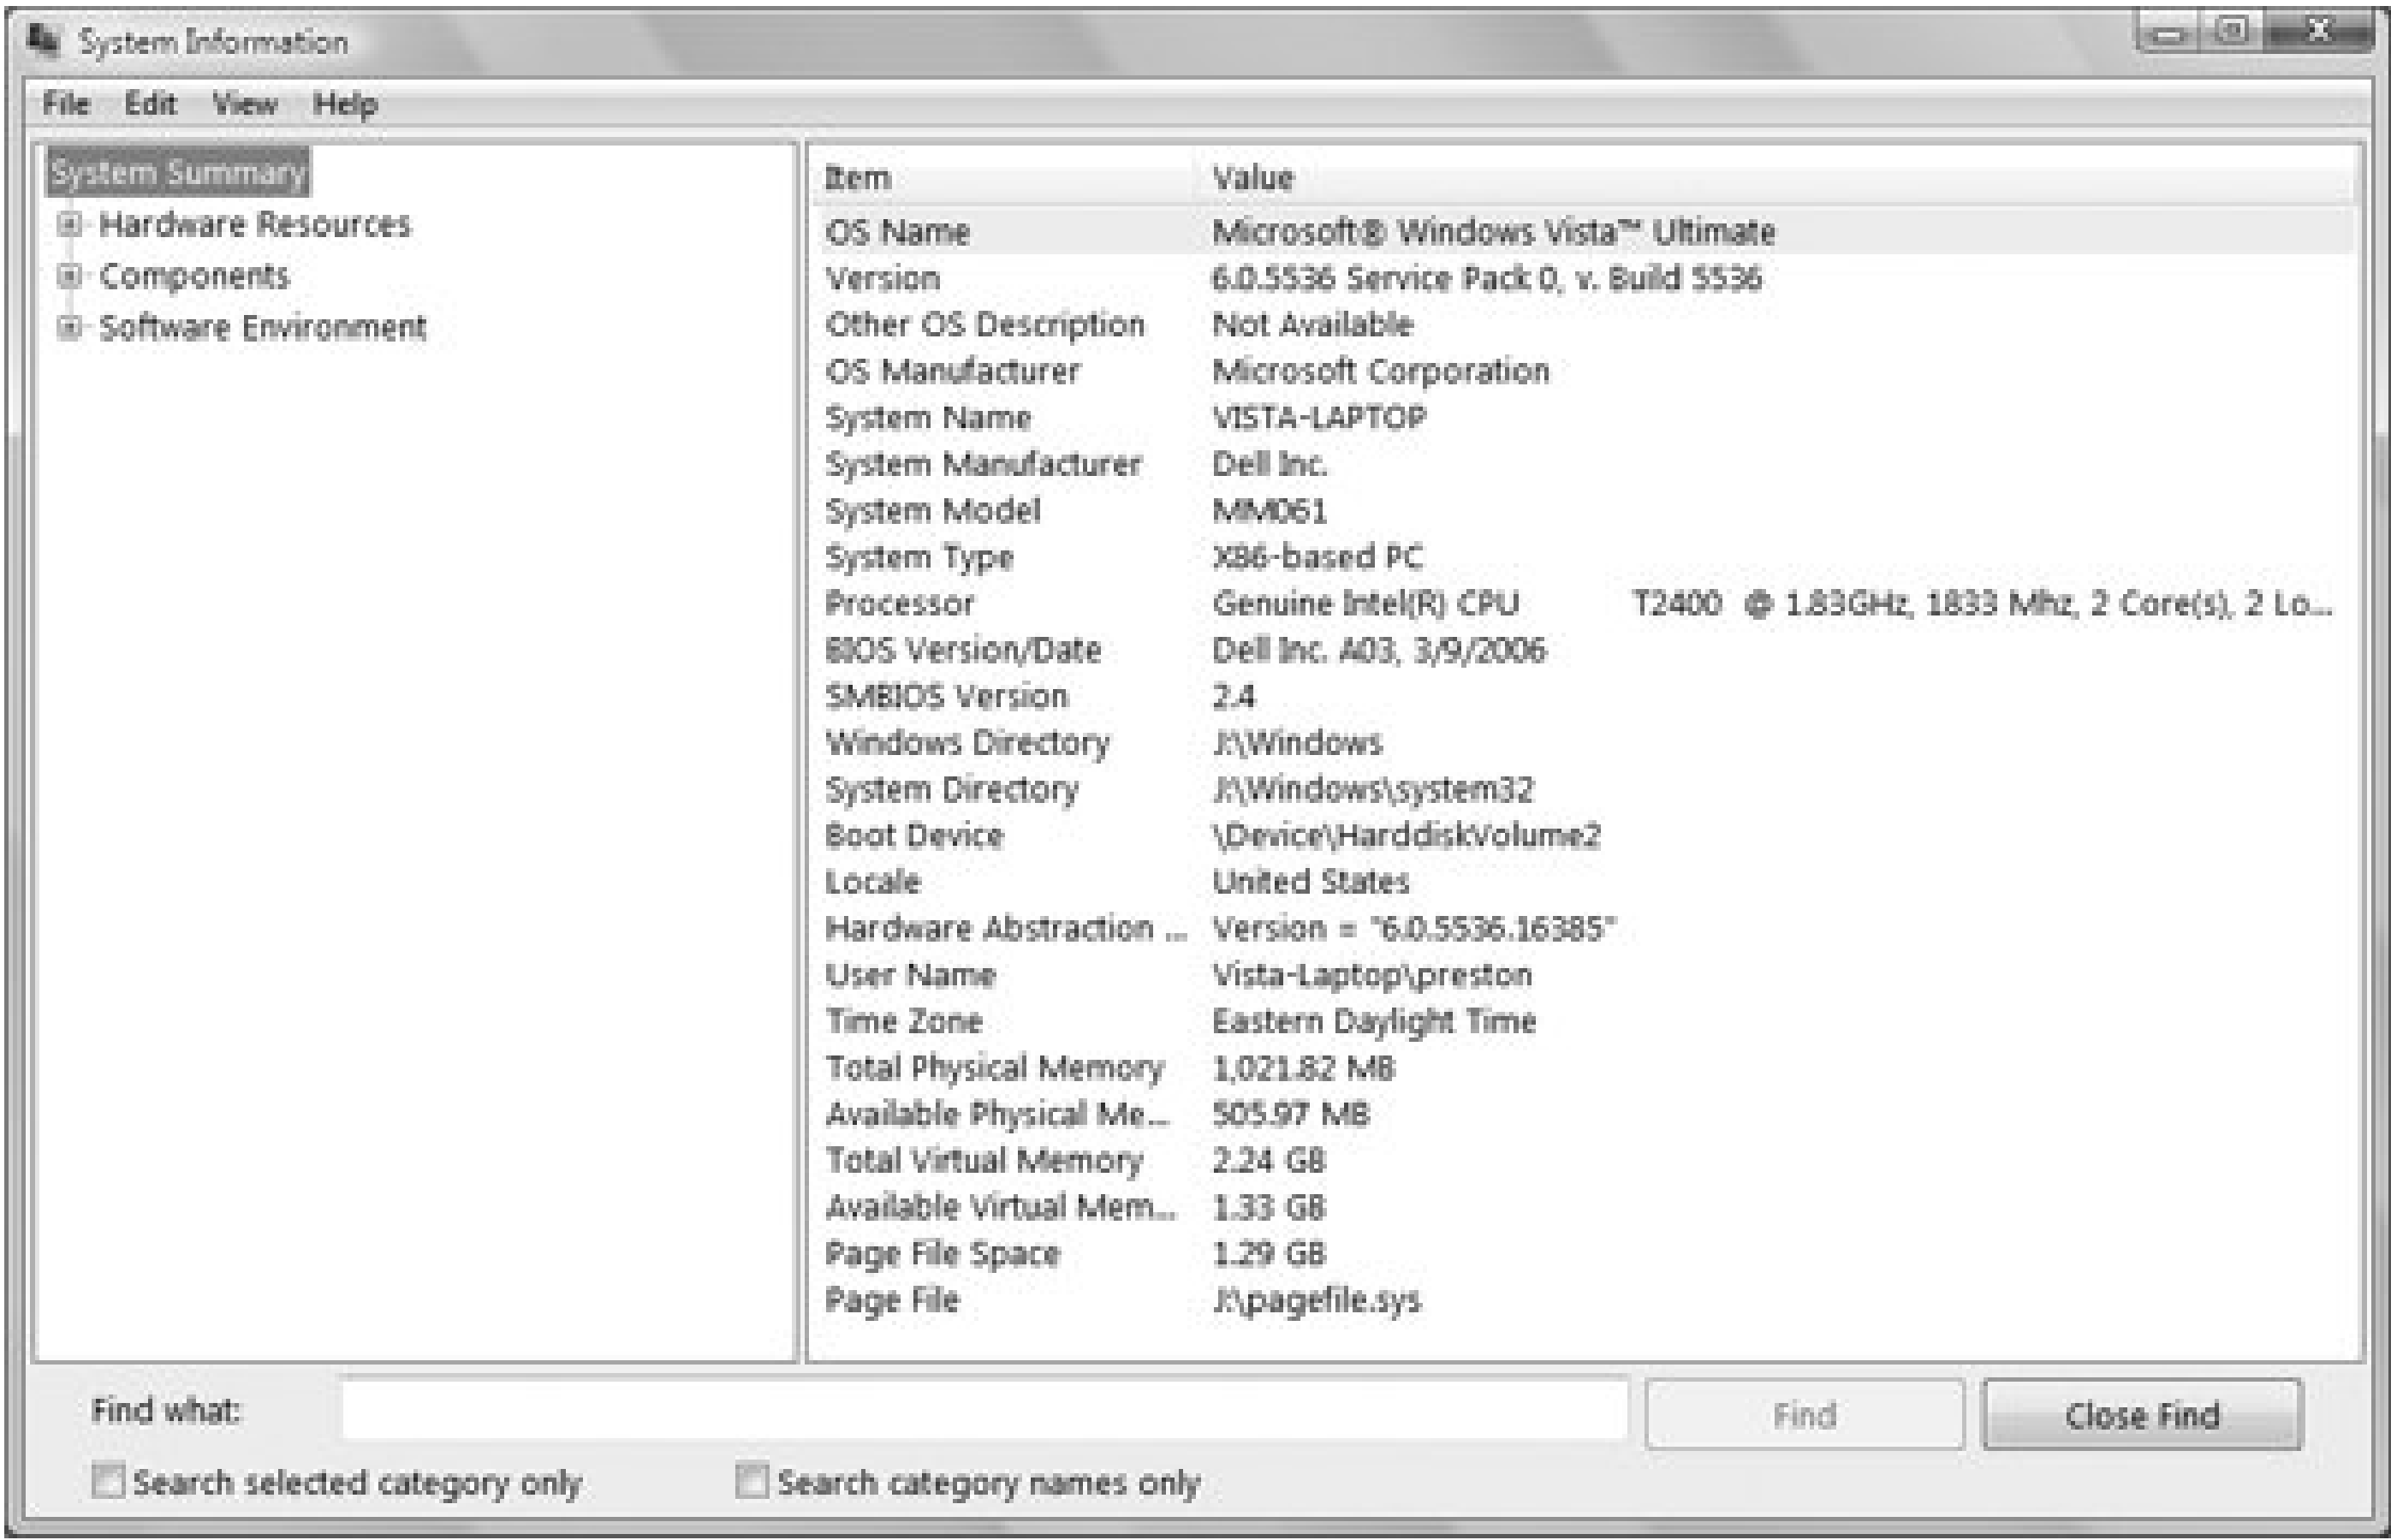 System Information
File Edit View Help
System Summary
Hardware Resources
Components
Software Environment
Item Value
OS Name Microsoft® Windows Vista™ Ultimate
Version 6.0.5536 Service Pack 0, v. Build 5536
Other OS Description Not Available
OS Manufacturer Microsoft Corporation
System Name VISTA-LAPTOP
System Manufacturer Dell Inc.
System Model MM061
System Type X86-based PC
Processor Genuine Intel(R) CPU T2400 @ 1.83GHz, 1833 Mhz, 2 Core(s), 2 Lo...
BIOS Version/Date Dell Inc. A03, 3/9/2006
SMBIOS Version 2.4
Windows Directory J:\Windows
System Directory J:\Windows\system32
Boot Device \Device\HarddiskVolume2
Locale United States
Hardware Abstraction ... Version = "6.0.5536.16385"
User Name Vista-Laptop\preston
Time Zone Eastern Daylight Time
Total Physical Memory 1,021.82 MB
Available Physical Me... 505.97 MB
Total Virtual Memory 2.24 GB
Available Virtual Mem... 1.33 GB
Page File Space 1.29 GB
Page File J:\pagefile.sys
Find what: Find Close Find
Search selected category only Search category names only